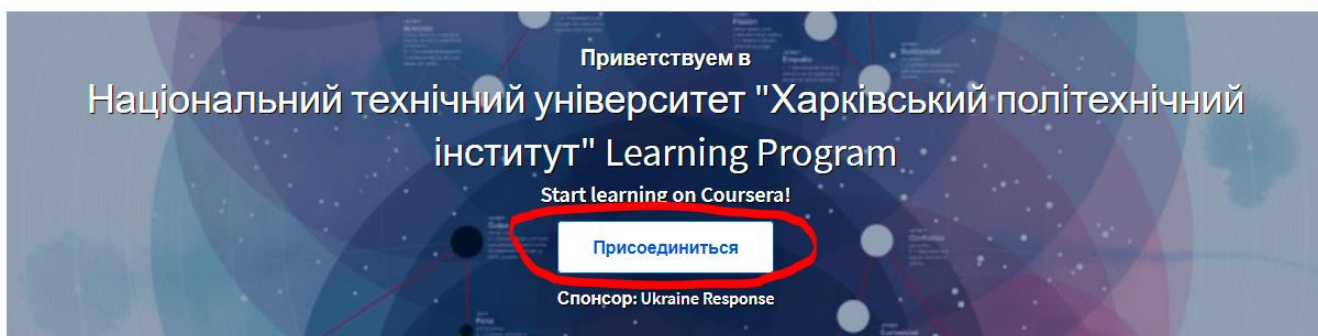 Приветствуем в
Національний технічний університет "Харківський політехнічний
інститут" Learning Program
Start learning on Coursera!
Присоединиться
Спонсор: Ukraine Response